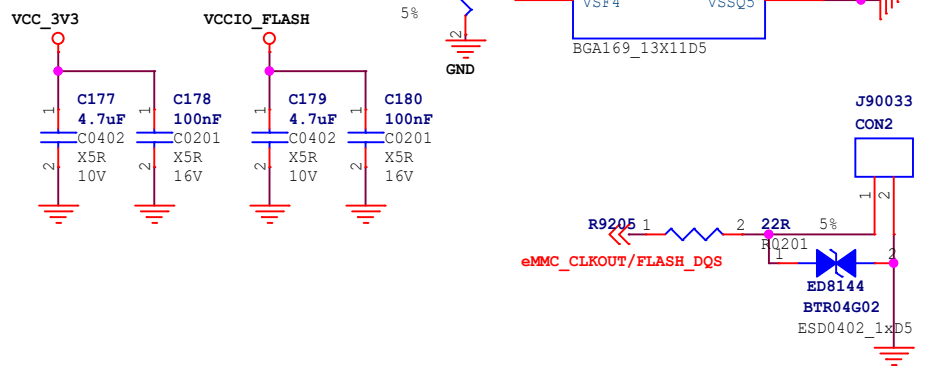 VSF4
VSSQ5
VCC_3V3
VCCIO_FLASH
5%
2
GND
BGA169_13X11D5
1
C177
4.7uF
C0402
X5R
10V
2
1
C178
100nF
C0201
X5R
16V
2
1
C179
4.7uF
C0402
X5R
10V
2
1
C180
100nF
C0201
X5R
16V
2
J90033
CON2
1
2
R9205
1
2
22R
5%
R0201
eMMC_CLKOUT/FLASH_DQS
1
2
ED8144
BTR04G02
ESD0402_1xD5